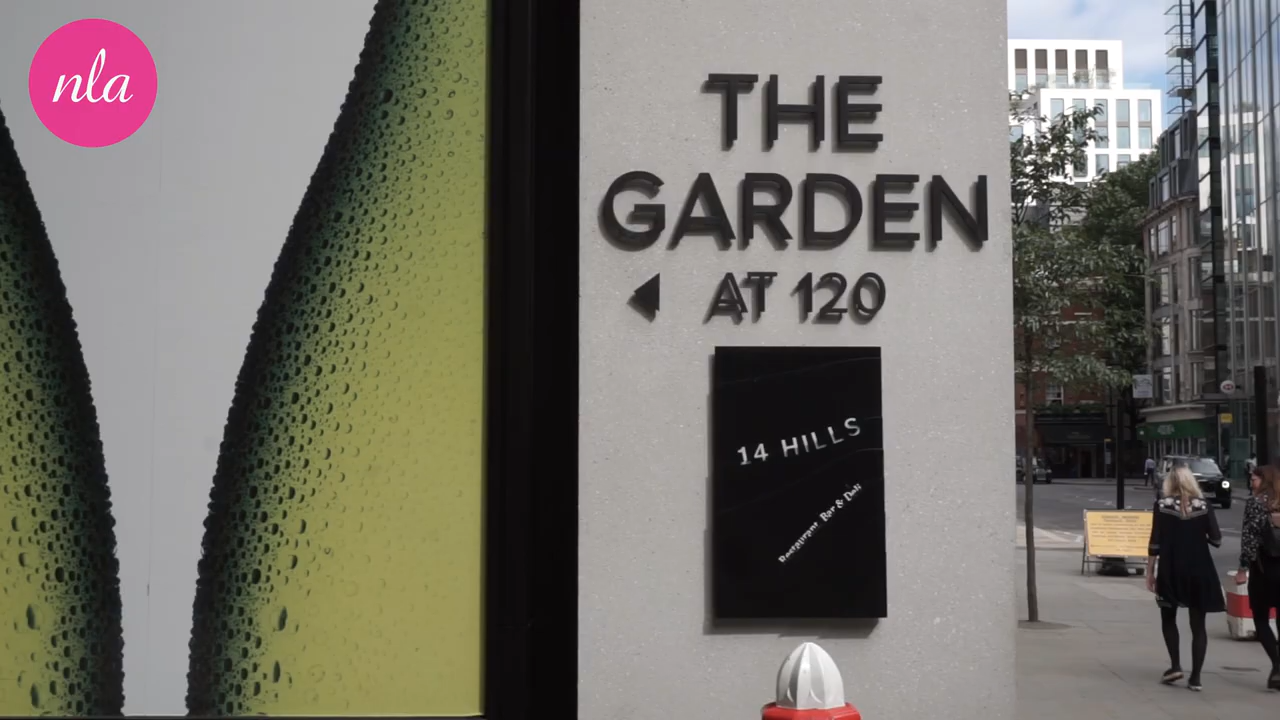 nla
THE
GARDEN
AT 120
14 HILLS
Restaurant Bar & Deli